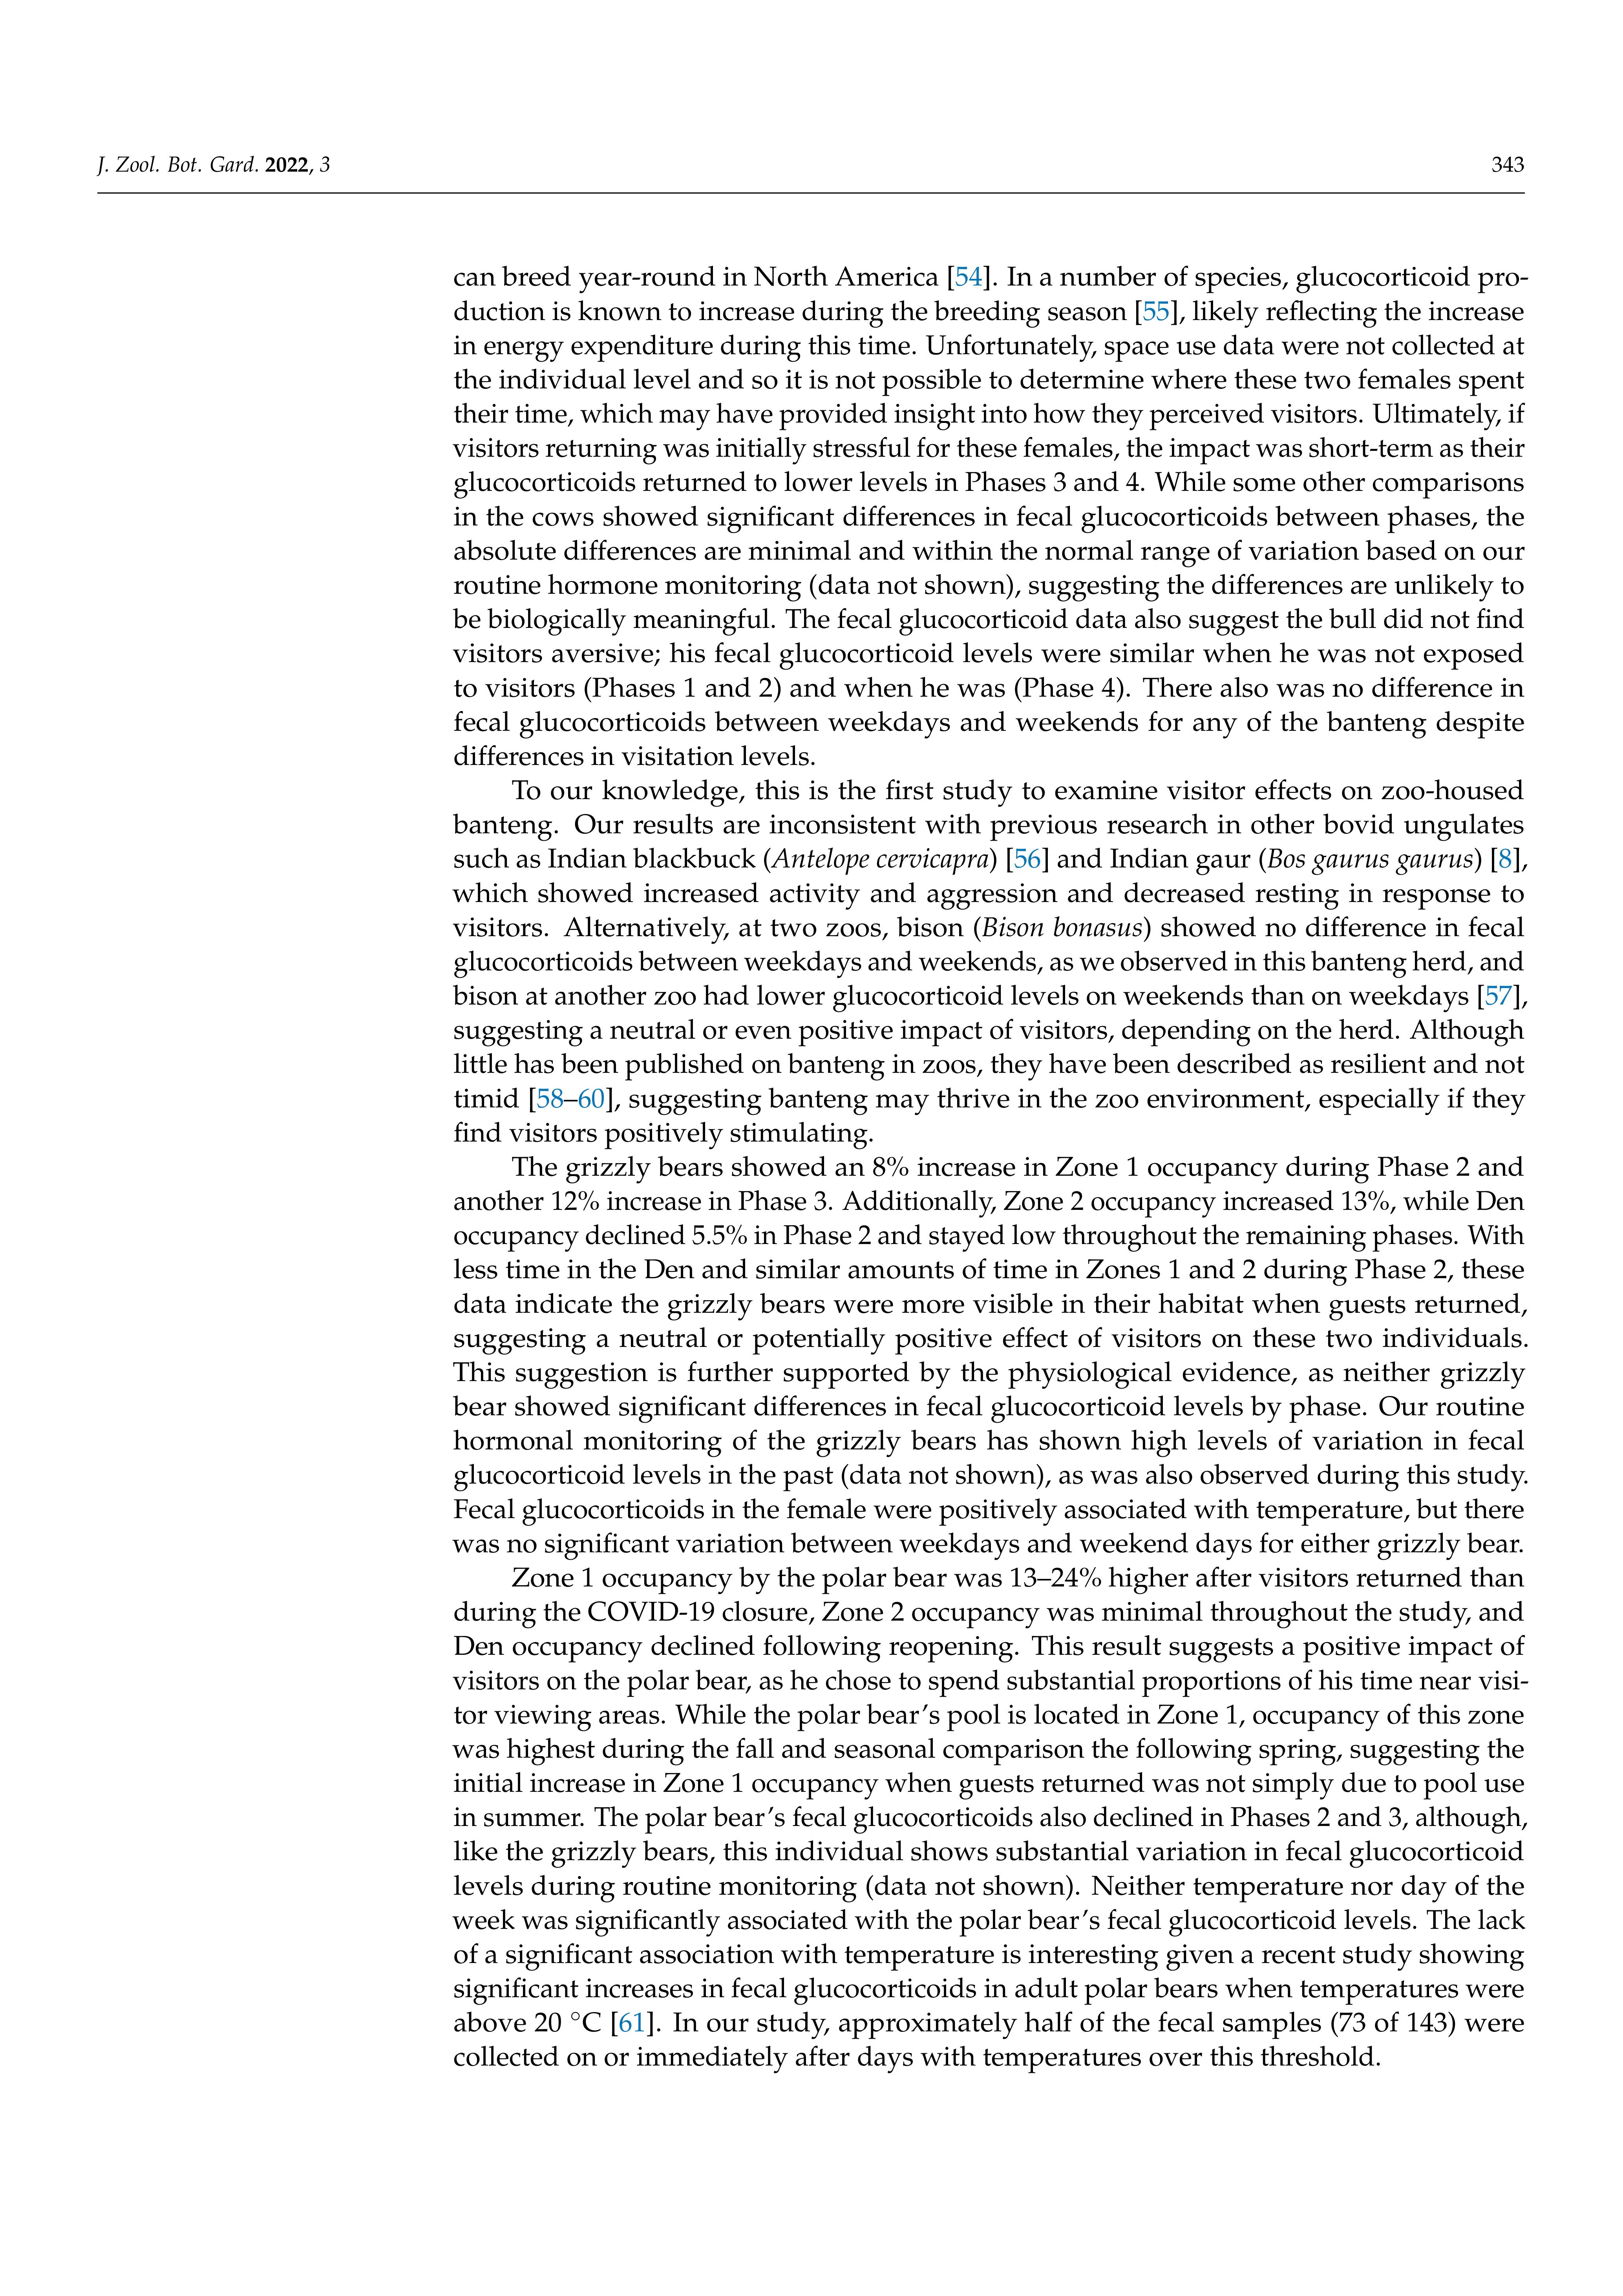 J. Zool. Bot. Gard. 2022, 3
343
can breed year-round in North America [54]. In a number of species, glucocorticoid pro-
duction is known to increase during the breeding season [55], likely reflecting the increase
in energy expenditure during this time. Unfortunately, space use data were not collected at
the individual level and so it is not possible to determine where these two females spent
their time, which may have provided insight into how they perceived visitors. Ultimately, if
visitors returning was initially stressful for these females, the impact was short-term as their
glucocorticoids returned to lower levels in Phases 3 and 4. While some other comparisons
in the cows showed significant differences in fecal glucocorticoids between phases, the
absolute differences are minimal and within the normal range of variation based on our
routine hormone monitoring (data not shown), suggesting the differences are unlikely to
be biologically meaningful. The fecal glucocorticoid data also suggest the bull did not find
visitors aversive; his fecal glucocorticoid levels were similar when he was not exposed
to visitors (Phases 1 and 2) and when he was (Phase 4). There also was no difference in
fecal glucocorticoids between weekdays and weekends for any of the banteng despite
differences in visitation levels.
To our knowledge, this is the first study to examine visitor effects on zoo-housed
banteng. Our results are inconsistent with previous research in other bovid ungulates
such as Indian blackbuck (Antelope cervicapra) [56] and Indian gaur (Bos gaurus gaurus) [8],
which showed increased activity and aggression and decreased resting in response to
visitors. Alternatively, at two zoos, bison (Bison bonasus) showed no difference in fecal
glucocorticoids between weekdays and weekends, as we observed in this banteng herd, and
bison at another zoo had lower glucocorticoid levels on weekends than on weekdays [57],
suggesting a neutral or even positive impact of visitors, depending on the herd. Although
little has been published on banteng in zoos, they have been described as resilient and not
timid [58–60], suggesting banteng may thrive in the zoo environment, especially if they
find visitors positively stimulating.
The grizzly bears showed an 8% increase in Zone 1 occupancy during Phase 2 and
another 12% increase in Phase 3. Additionally, Zone 2 occupancy increased 13%, while Den
occupancy declined 5.5% in Phase 2 and stayed low throughout the remaining phases. With
less time in the Den and similar amounts of time in Zones 1 and 2 during Phase 2, these
data indicate the grizzly bears were more visible in their habitat when guests returned,
suggesting a neutral or potentially positive effect of visitors on these two individuals.
This suggestion is further supported by the physiological evidence, as neither grizzly
bear showed significant differences in fecal glucocorticoid levels by phase. Our routine
hormonal monitoring of the grizzly bears has shown high levels of variation in fecal
glucocorticoid levels in the past (data not shown), as was also observed during this study.
Fecal glucocorticoids in the female were positively associated with temperature, but there
was no significant variation between weekdays and weekend days for either grizzly bear.
Zone 1 occupancy by the polar bear was 13–24% higher after visitors returned than
during the COVID-19 closure, Zone 2 occupancy was minimal throughout the study, and
Den occupancy declined following reopening. This result suggests a positive impact of
visitors on the polar bear, as he chose to spend substantial proportions of his time near visi-
tor viewing areas. While the polar bear’s pool is located in Zone 1, occupancy of this zone
was highest during the fall and seasonal comparison the following spring, suggesting the
initial increase in Zone 1 occupancy when guests returned was not simply due to pool use
in summer. The polar bear’s fecal glucocorticoids also declined in Phases 2 and 3, although,
like the grizzly bears, this individual shows substantial variation in fecal glucocorticoid
levels during routine monitoring (data not shown). Neither temperature nor day of the
week was significantly associated with the polar bear’s fecal glucocorticoid levels. The lack
of a significant association with temperature is interesting given a recent study showing
significant increases in fecal glucocorticoids in adult polar bears when temperatures were
above 20 °C [61]. In our study, approximately half of the fecal samples (73 of 143) were
collected on or immediately after days with temperatures over this threshold.